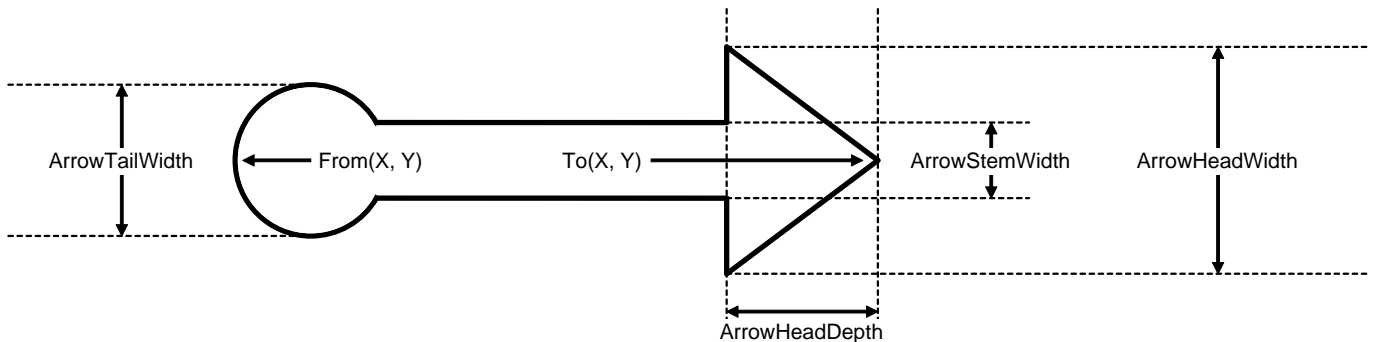 ArrowTailWidth
From(X, Y)
To(X, Y)
ArrowStemWidth
ArrowHeadWidth
ArrowHeadDepth